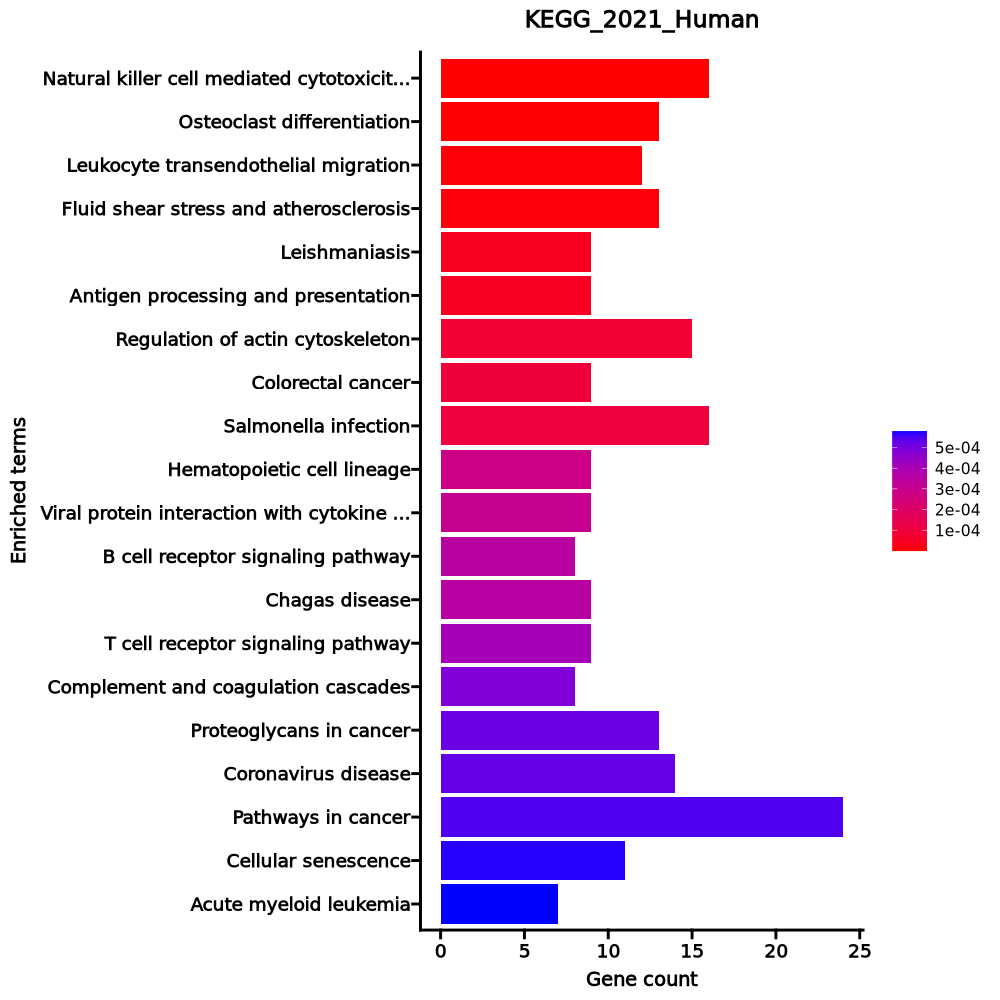 KEGG_2021_Human
Enriched terms
Natural killer cell mediated cytotoxicit...
Osteoclast differentiation
Leukocyte transendothelial migration
Fluid shear stress and atherosclerosis
Leishmaniasis
Antigen processing and presentation
Regulation of actin cytoskeleton
Colorectal cancer
Salmonella infection
Hematopoietic cell lineage
Viral protein interaction with cytokine ...
B cell receptor signaling pathway
Chagas disease
T cell receptor signaling pathway
Complement and coagulation cascades
Proteoglycans in cancer
Coronavirus disease
Pathways in cancer
Cellular senescence
Acute myeloid leukemia
0 5 10 15 20 25
Gene count
5e-04
4e-04
3e-04
2e-04
1e-04